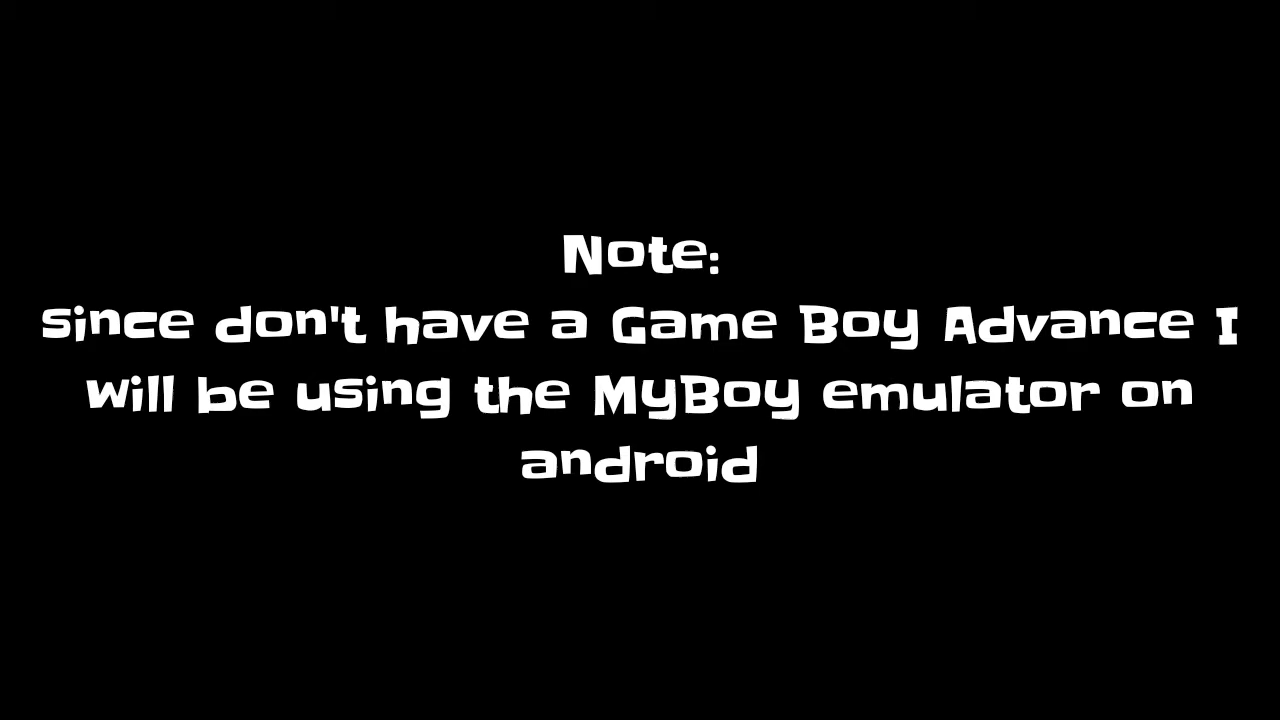 Note:
since don't have a Game Boy Advance I
will be using the MyBoy emulator on
android